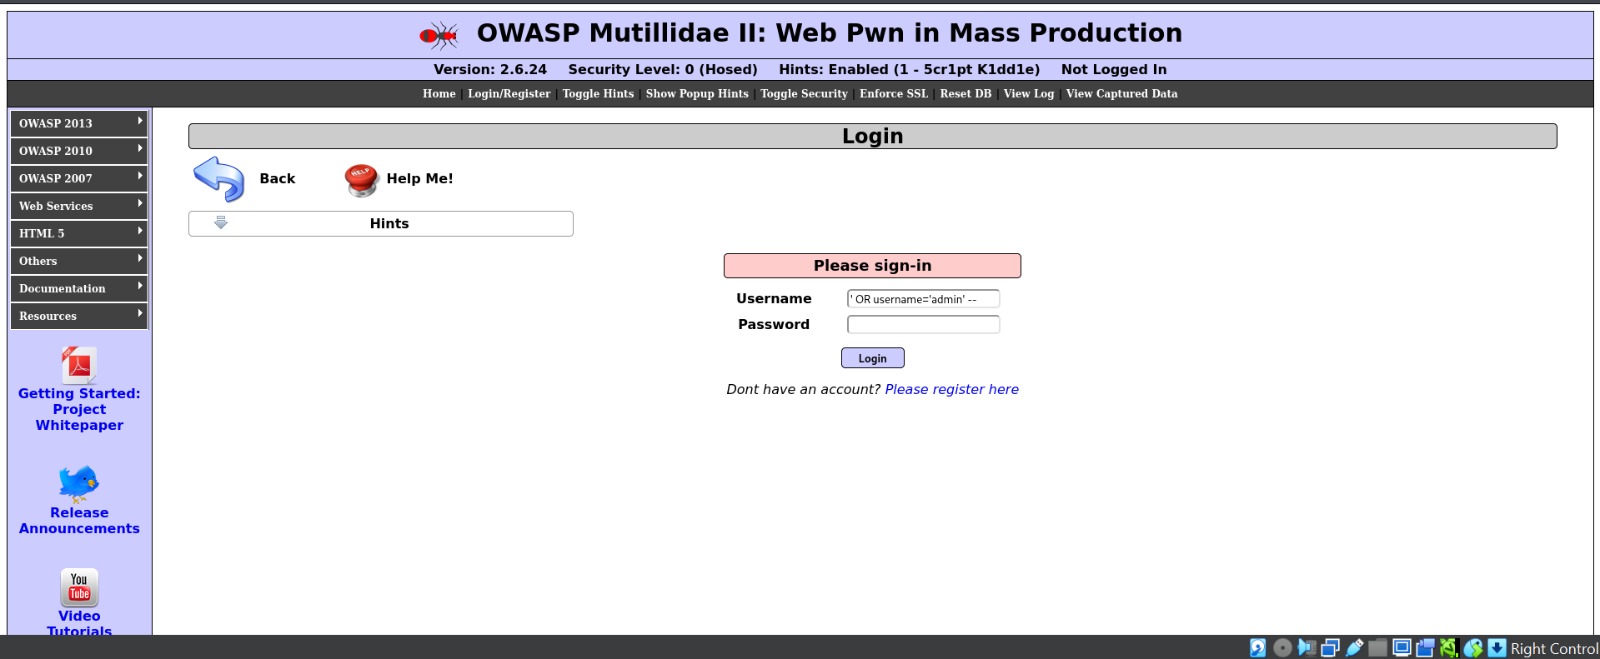 OWASP Mutillidae II: Web Pwn in Mass Production
Version: 2.6.24 Security Level: 0 (Hosed) Hints: Enabled (1 - 5cr1pt K1dd1e) Not Logged In
Home | Login/Register | Toggle Hints | Show Popup Hints | Toggle Security | Enforce SSL | Reset DB | View Log | View Captured Data
OWASP 2013
OWASP 2010
OWASP 2007
Web Services
HTML 5
Others
Documentation
Resources
Getting Started:
Project
Whitepaper
Release
Announcements
You
Tube
Video
Tutorials
Login
Back
HELP
Help Me!
Hints
Please sign-in
Username
' OR username='admin' --
Password
Login
Dont have an account? Please register here
Right Control